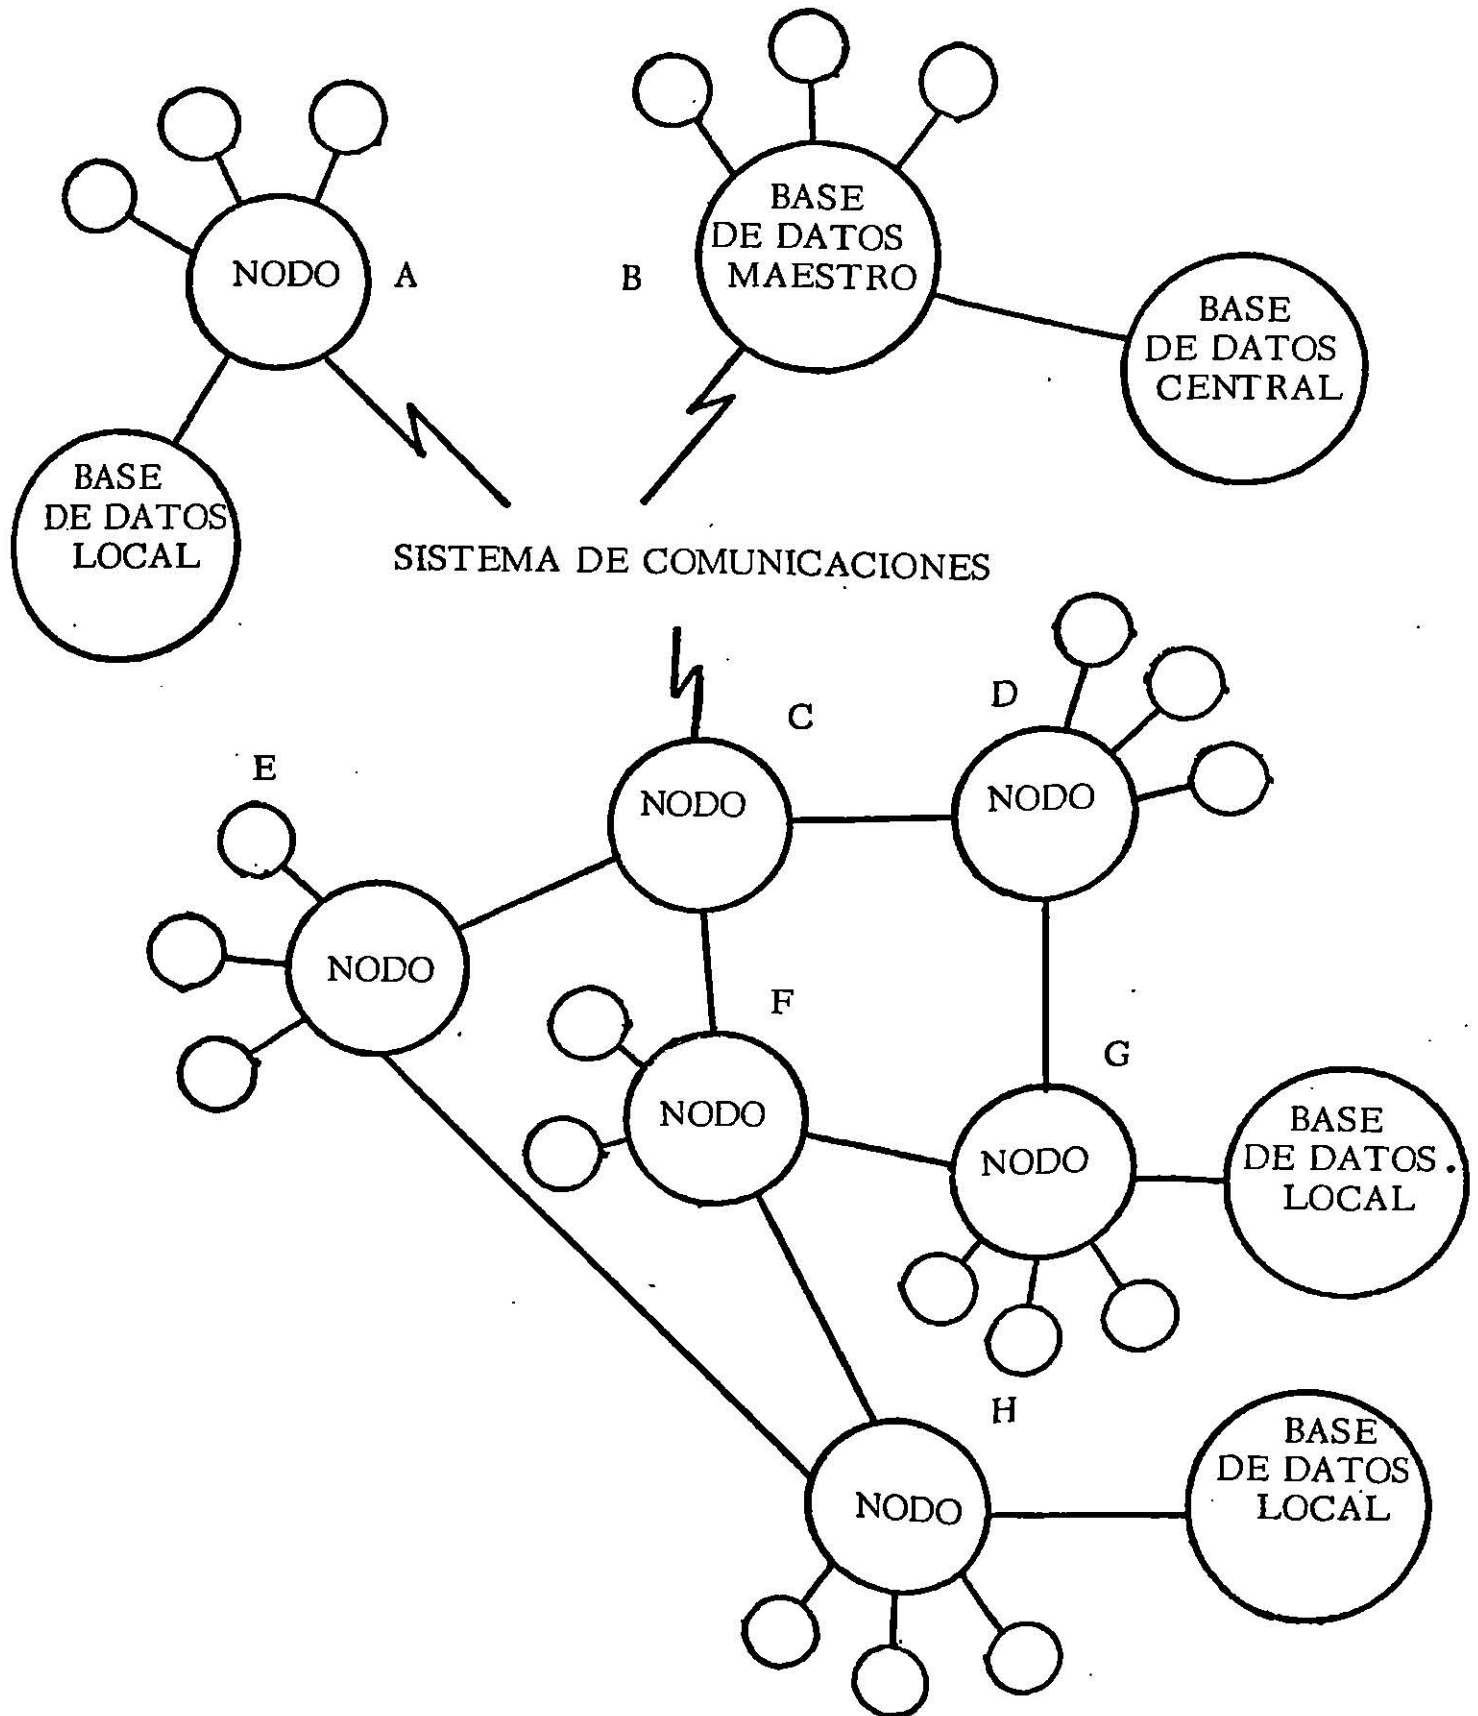 BASE
DE DATOS
MAESTRO
NODO
A
B
BASE
DE DATOS
CENTRAL
BASE
DE DATOS
LOCAL
SISTEMA DE COMUNICACIONES
C
D
E
NODO
NODO
NODO
F
G
NODO
NODO
BASE
DE DATOS.
LOCAL
H
BASE
DE DATOS
LOCAL
NODO